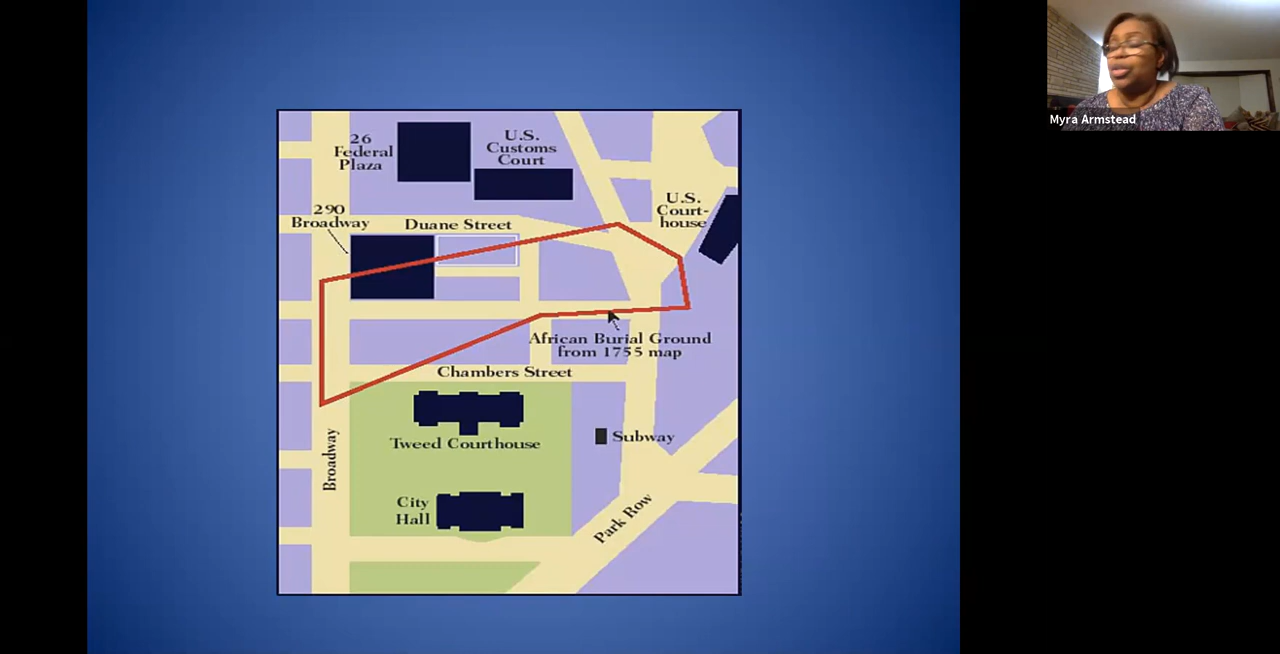 Myra Armstead
26
Federal
Plaza
U.S.
Customs
Court
U.S.
Court-
house
290
Broadway
Duane Street
African Burial Ground
from 1755 map
Chambers Street
Tweed Courthouse
Subway
Broadway
City
Hall
Park Row